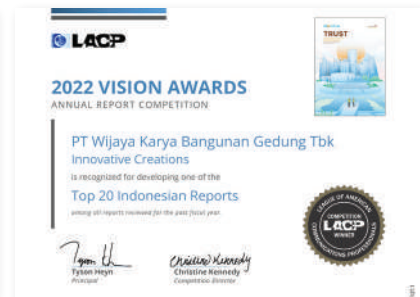 LACP
TRUST
2022 VISION AWARDS
ANNUAL REPORT COMPETITION
PT Wijaya Karya Bangunan Gedung Tbk
Innovative Creations
is recognized for developing one of the
Top 20 Indonesian Reports
among all reports reviewed for the past fiscal year.
Tyson Heyn
Principal
Christine Kennedy
Christine Kennedy
Competition Director
LEAGUE OF AMERICAN
COMPETITION
LACP
WINNER
COMMUNICATIONS PROFESSIONALS